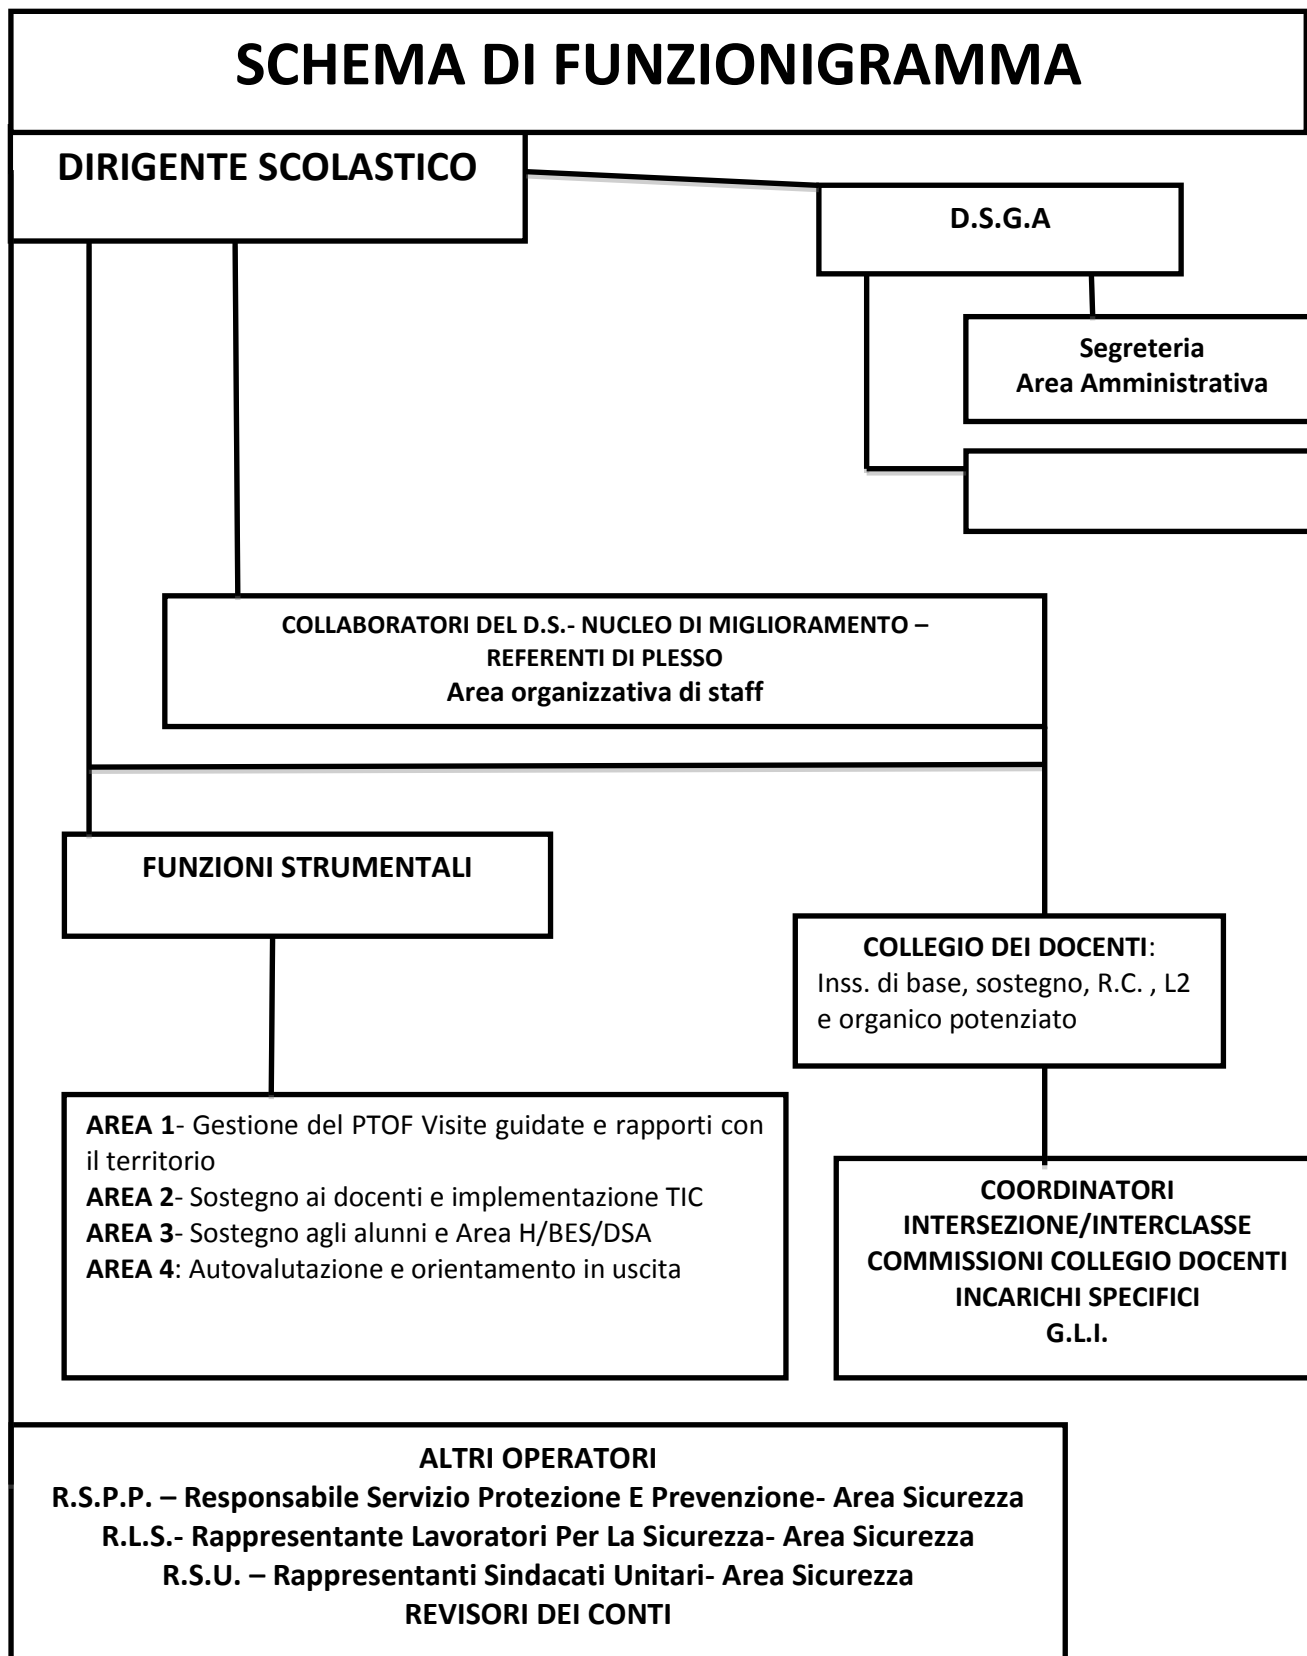 SCHEMA DI FUNZIONIGRAMMA
DIRIGENTE SCOLASTICO
D.S.G.A
Segreteria
Area Amministrativa
COLLABORATORI DEL D.S.- NUCLEO DI MIGLIORAMENTO –
REFERENTI DI PLESSO
Area organizzativa di staff
FUNZIONI STRUMENTALI
COLLEGIO DEI DOCENTI:
Inss. di base, sostegno, R.C. , L2
e organico potenziato
AREA 1- Gestione del PTOF Visite guidate e rapporti con
il territorio
AREA 2- Sostegno ai docenti e implementazione TIC
AREA 3- Sostegno agli alunni e Area H/BES/DSA
AREA 4: Autovalutazione e orientamento in uscita
COORDINATORI
INTERSEZIONE/INTERCLASSE
COMMISSIONI COLLEGIO DOCENTI
INCARICHI SPECIFICI
G.L.I.
ALTRI OPERATORI
R.S.P.P. – Responsabile Servizio Protezione E Prevenzione- Area Sicurezza
R.L.S.- Rappresentante Lavoratori Per La Sicurezza- Area Sicurezza
R.S.U. – Rappresentanti Sindacati Unitari- Area Sicurezza
REVISORI DEI CONTI